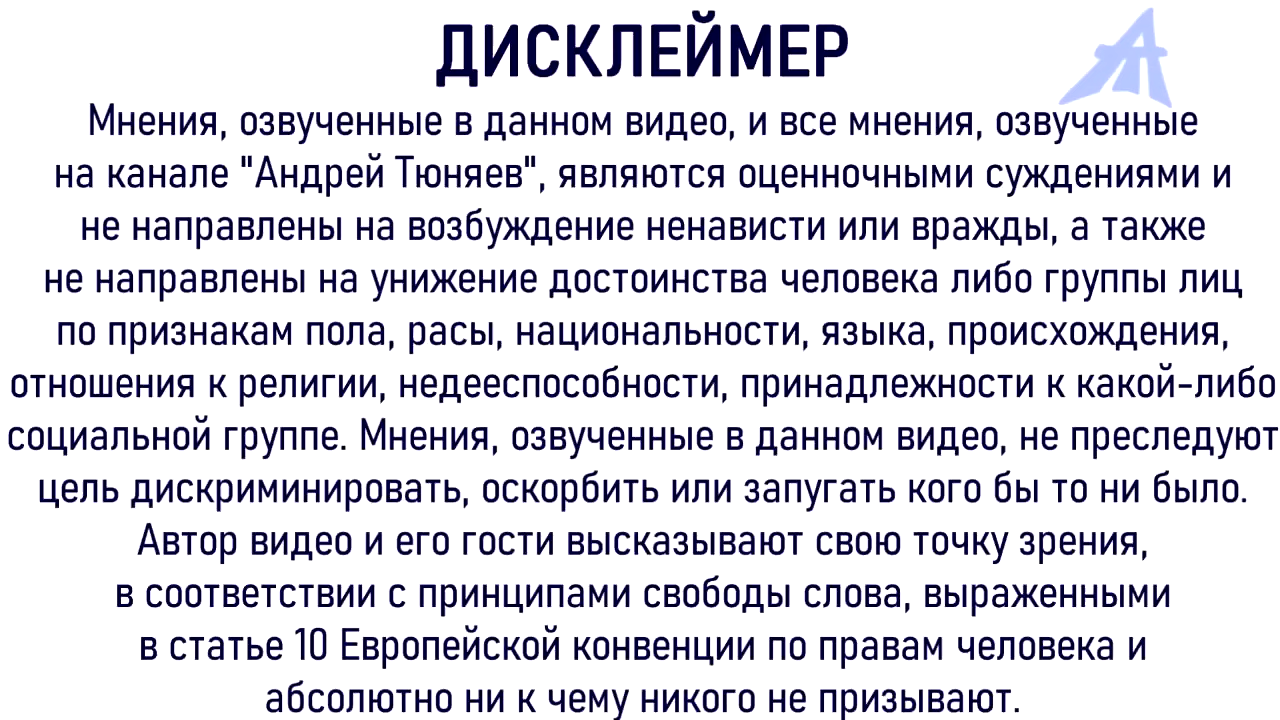 ДИСКЛЕЙМЕР
Мнения, озвученные в данном видео, и все мнения, озвученные
на канале "Андрей Тюняев", являются оценочными суждениями и
не направлены на возбуждение ненависти или вражды, а также
не направлены на унижение достоинства человека либо группы лиц
по признакам пола, расы, национальности, языка, происхождения,
отношения к религии, недееспособности, принадлежности к какой-либо
социальной группе. Мнения, озвученные в данном видео, не преследуют
цель дискриминировать, оскорбить или запугать кого бы то ни было.
Автор видео и его гости высказывают свою точку зрения,
в соответствии с принципами свободы слова, выраженными
в статье 10 Европейской конвенции по правам человека и
абсолютно ни к чему никого не призывают.